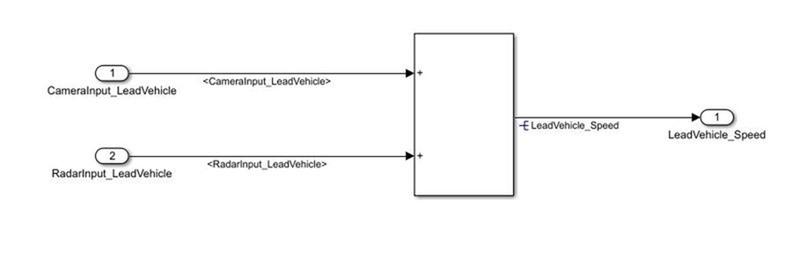 1
CameraInput_LeadVehicle
<CameraInput_LeadVehicle>
+
2
RadarInput_LeadVehicle
<RadarInput_LeadVehicle>
+
LeadVehicle_Speed
1
LeadVehicle_Speed